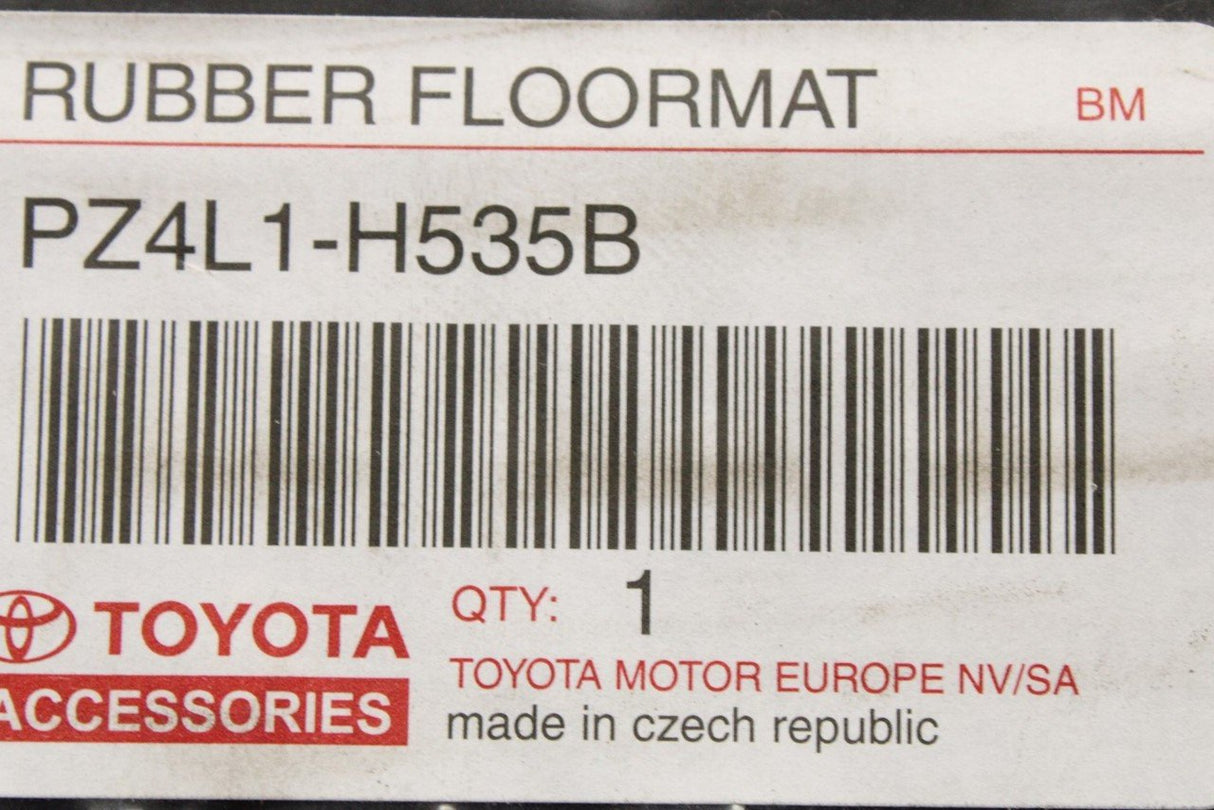 RUBBER FLOORMAT BM
PZ4L1-H535B
TOYOTA
ACCESSORIES
QTY: 1
TOYOTA MOTOR EUROPE NV/SA
made in czech republic